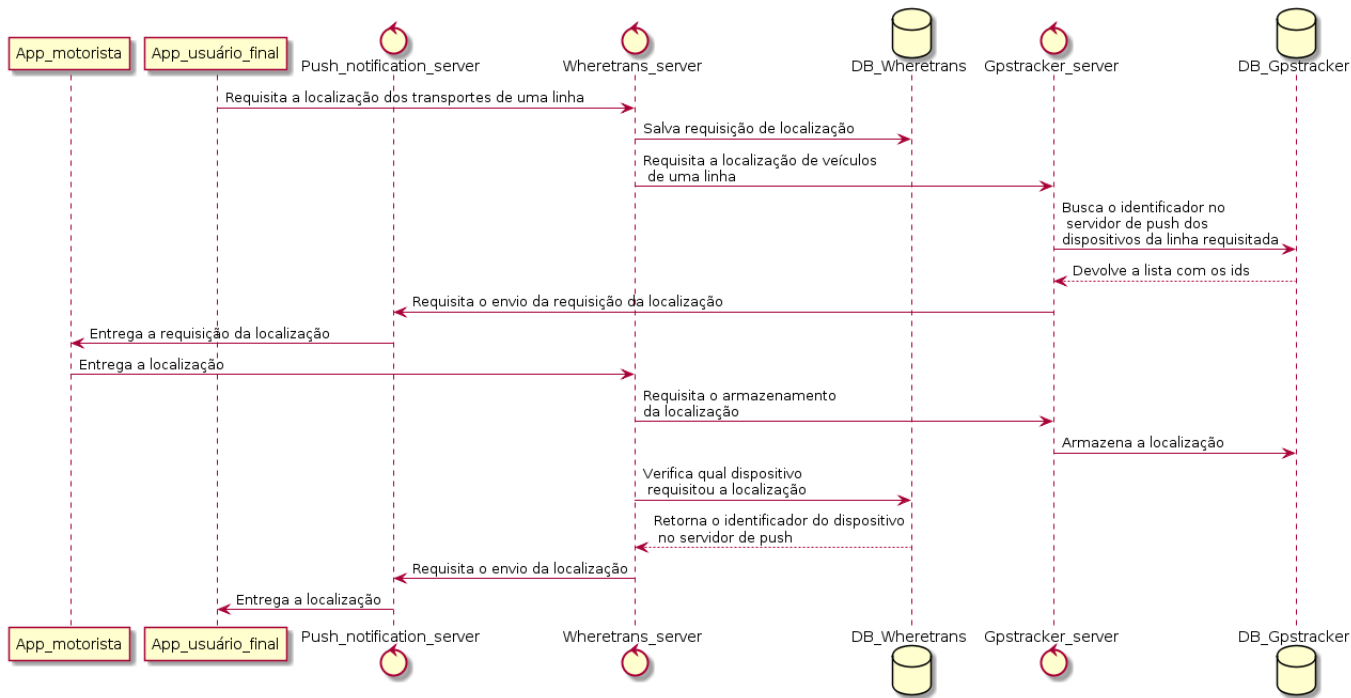 App_motorista
App_usuário_final
Push_notification_server
Wheretrans_server
DB_Wheretrans
Gpstracker_server
DB_Gpstracker
Requisita a localização dos transportes de uma linha
Salva requisição de localização
Requisita a localização de veículos
de uma linha
Busca o identificador no
servidor de push dos
dispositivos da linha requisitada
Devolve a lista com os ids
Requisita o envio da requisição da localização
Entrega a requisição da localização
Entrega a localização
Requisita o armazenamento
da localização
Armazena a localização
Verifica qual dispositivo
requisitou a localização
Retorna o identificador do dispositivo
no servidor de push
Requisita o envio da localização
Entrega a localização
App_motorista
App_usuário_final
Push_notification_server
Wheretrans_server
DB_Wheretrans
Gpstracker_server
DB_Gpstracker